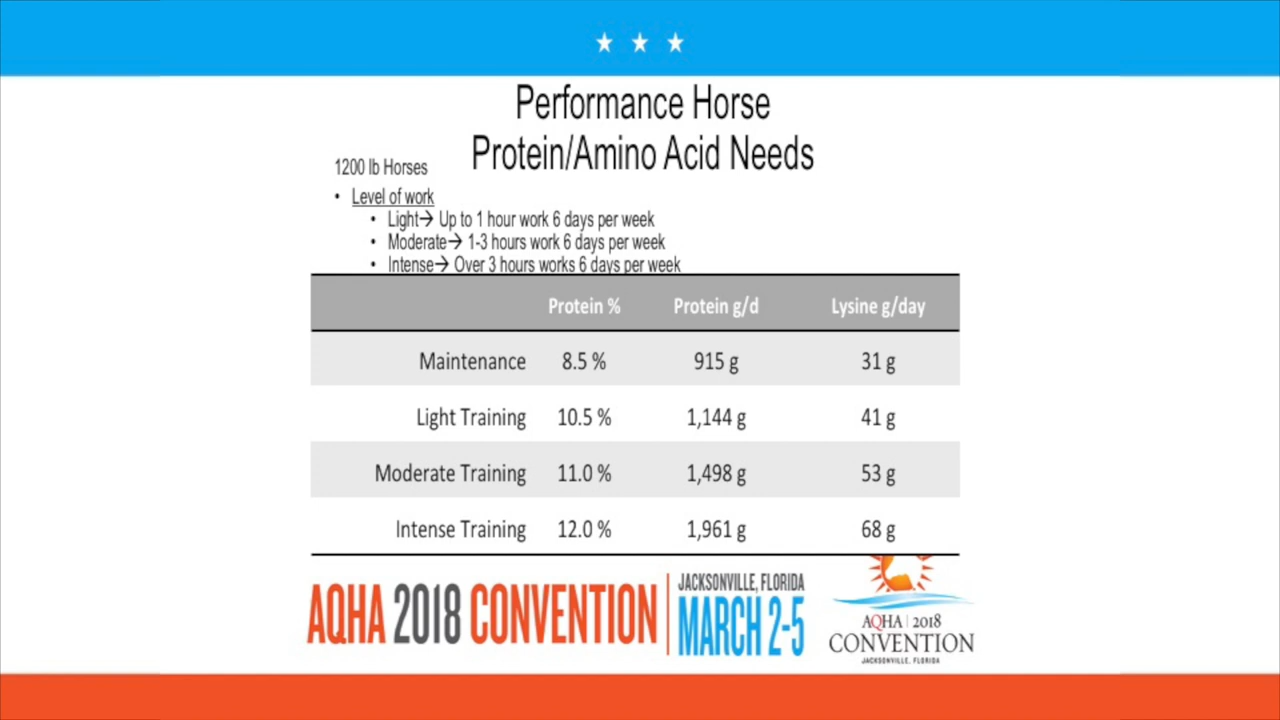 ★ ★ ★
Performance Horse
Protein/Amino Acid Needs
1200 lb Horses
• Level of work
• Light→ Up to 1 hour work 6 days per week
• Moderate→ 1-3 hours work 6 days per week
• Intense→ Over 3 hours works 6 days per week
Protein % Protein g/d Lysine g/day
Maintenance 8.5 % 915 g 31 g
Light Training 10.5 % 1,144 g 41 g
Moderate Training 11.0 % 1,498 g 53 g
Intense Training 12.0 % 1,961 g 68 g
AQHA 2018 CONVENTION
JACKSONVILLE, FLORIDA
MARCH 2-5
AQHA | 2018
CONVENTION
JACKSONVILLE, FLORIDA